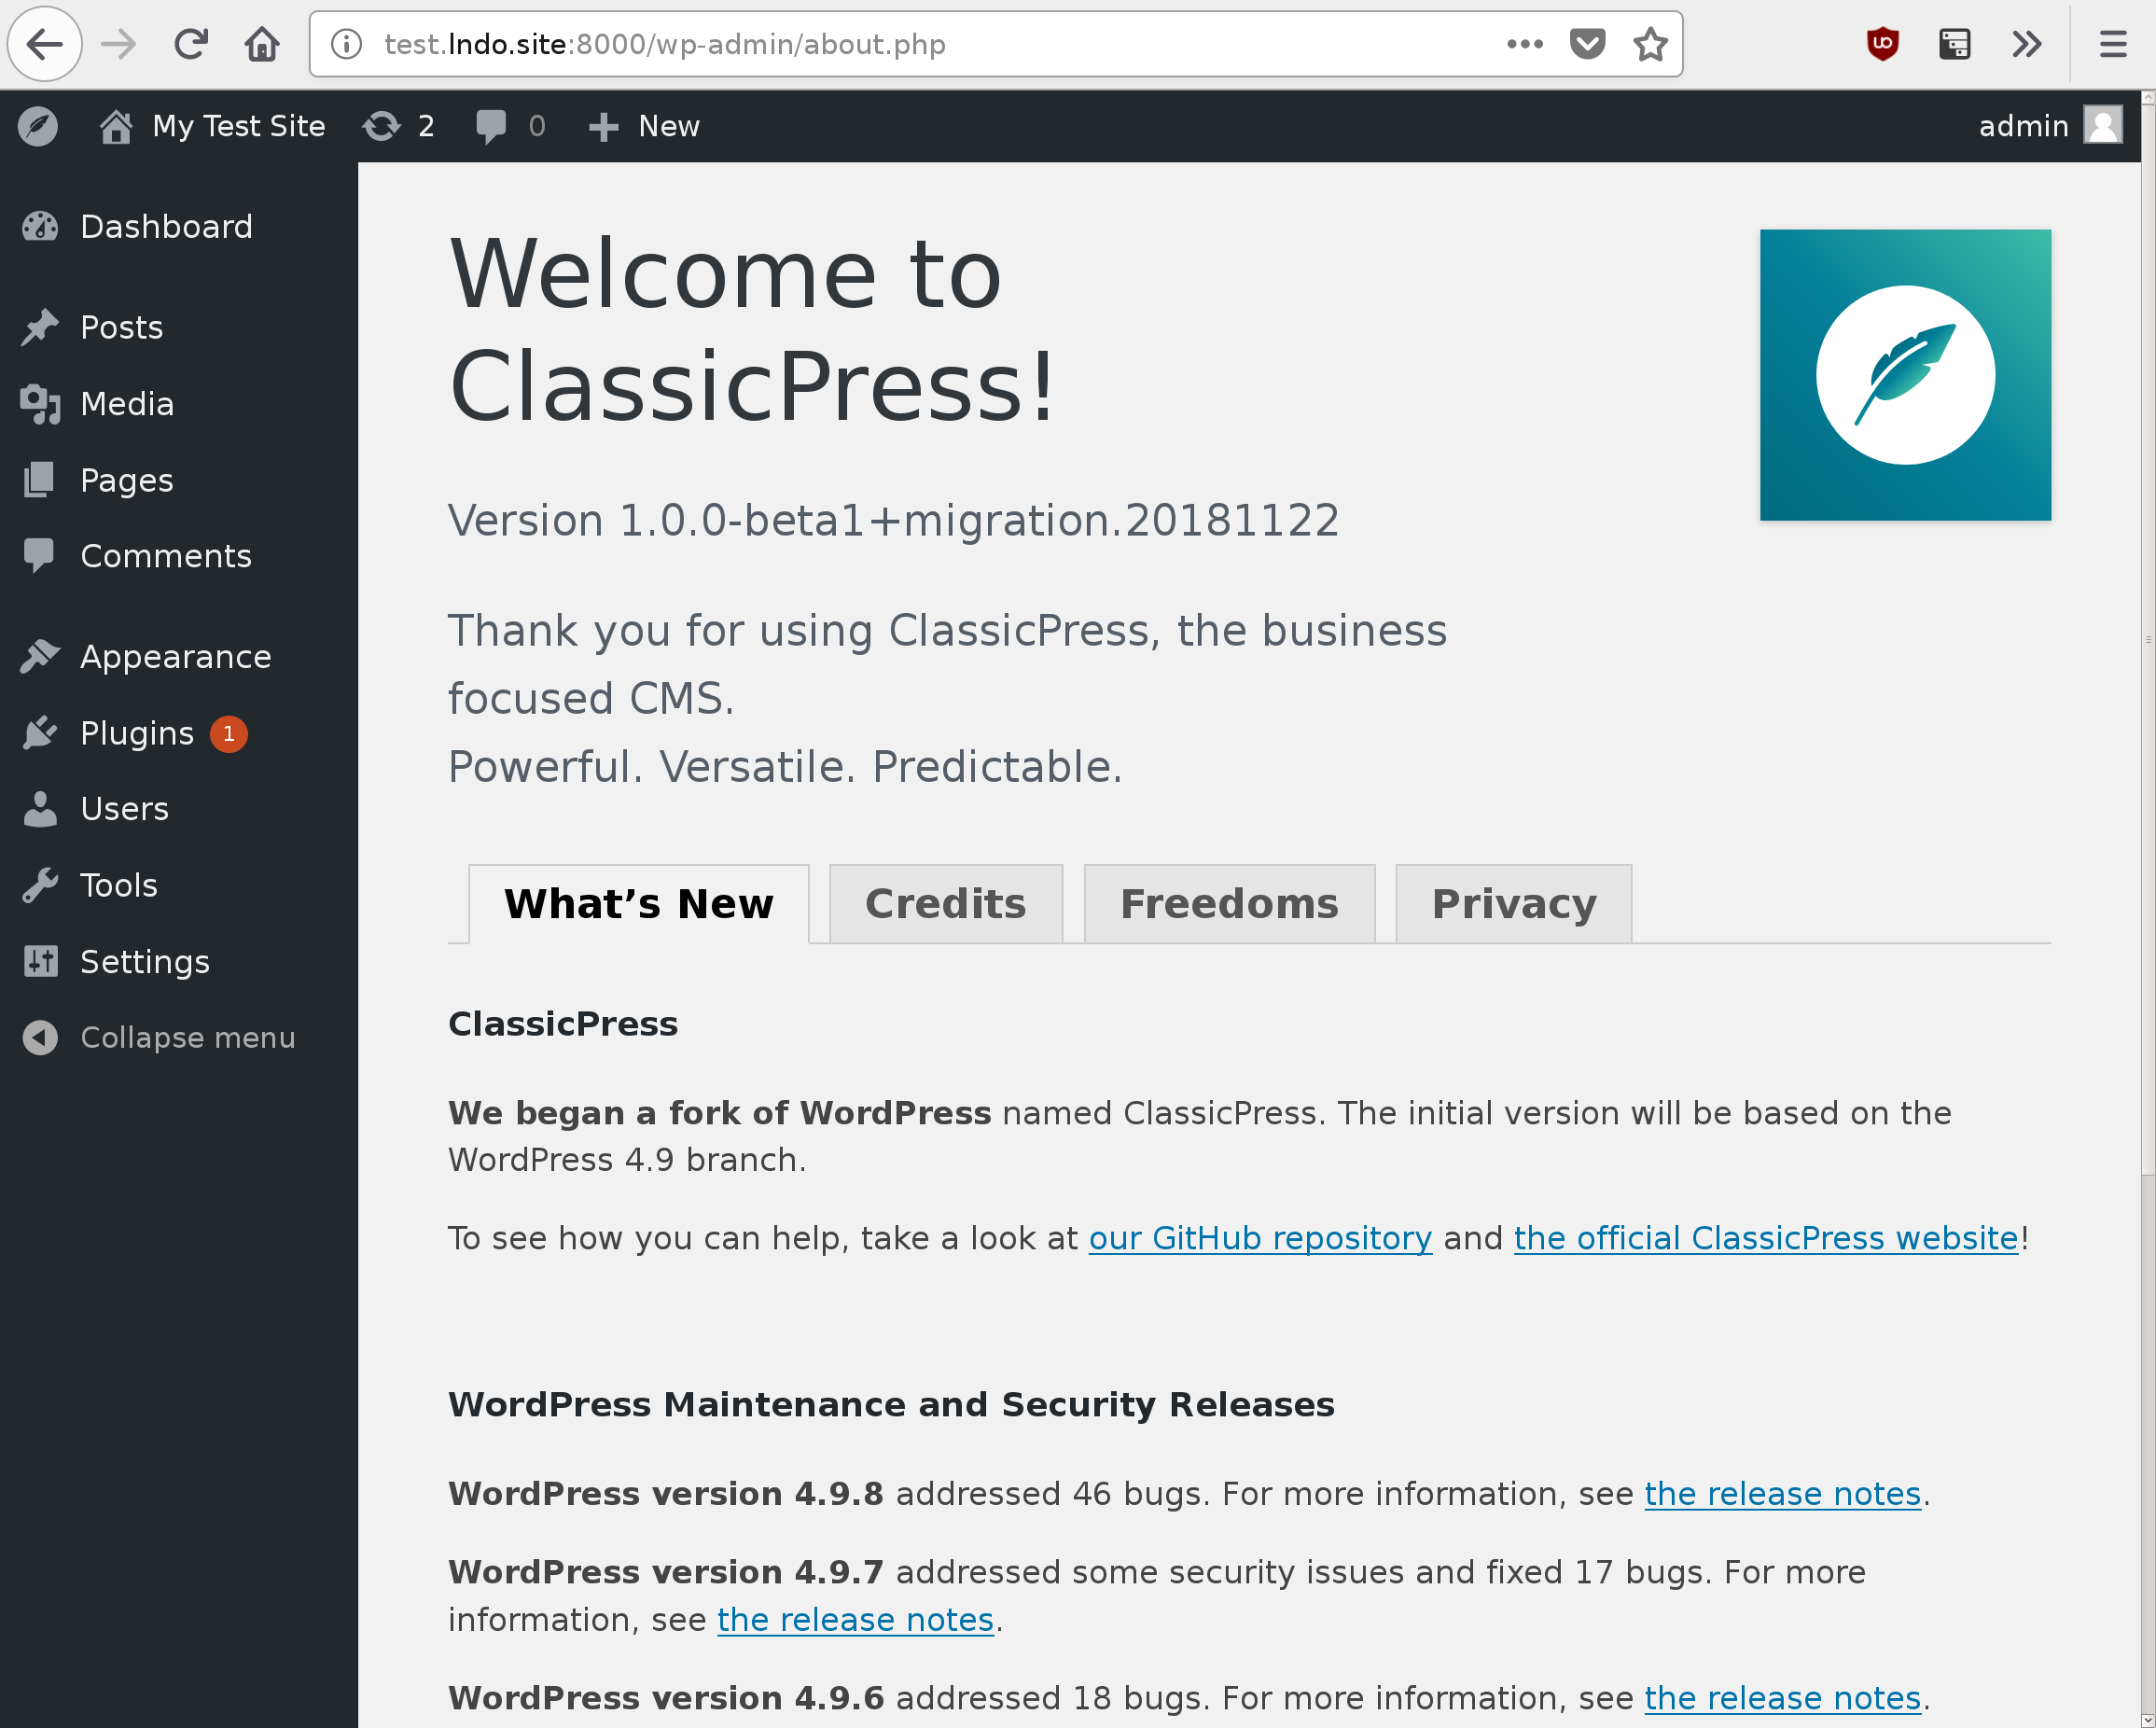 test.lndo.site:8000/wp-admin/about.php
My Test Site 2 0 New admin
Dashboard
Posts
Media
Pages
Comments
Appearance
Plugins 1
Users
Tools
Settings
Collapse menu
Welcome to
ClassicPress!
Version 1.0.0-beta1+migration.20181122
Thank you for using ClassicPress, the business
focused CMS.
Powerful. Versatile. Predictable.
What’s New Credits Freedoms Privacy
ClassicPress
We began a fork of WordPress named ClassicPress. The initial version will be based on the
WordPress 4.9 branch.
To see how you can help, take a look at our GitHub repository and the official ClassicPress website!
WordPress Maintenance and Security Releases
WordPress version 4.9.8 addressed 46 bugs. For more information, see the release notes.
WordPress version 4.9.7 addressed some security issues and fixed 17 bugs. For more
information, see the release notes.
WordPress version 4.9.6 addressed 18 bugs. For more information, see the release notes.